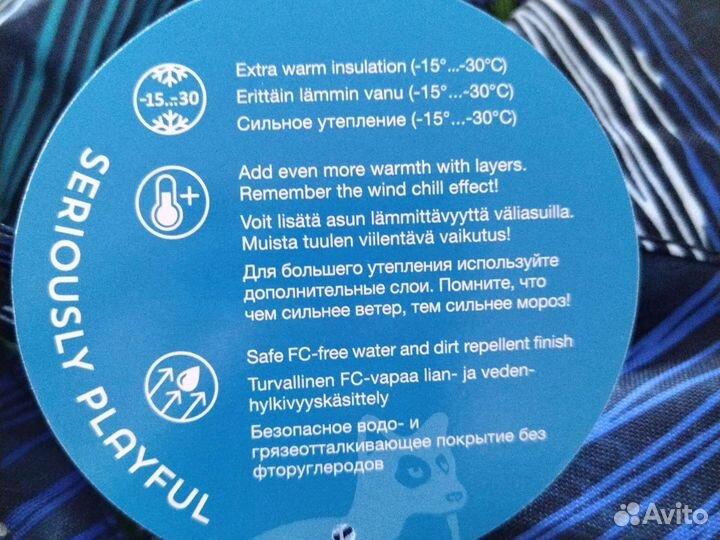 -15...-30
Extra warm insulation (-15°...-30°C)
Erittäin lämmin vanu (-15°...-30°C)
Сильное утепление (-15°...-30°C)
Add even more warmth with layers.
Remember the wind chill effect!
Voit lisätä asun lämmittävyyttä väliasuilla.
Muista tuulen viilentävä vaikutus!
Для большего утепления используйте
дополнительные слои. Помните, что
чем сильнее ветер, тем сильнее мороз!
Safe FC-free water and dirt repellent finish
Turvallinen FC-vapaa lian- ja veden-
hylkivyyskäsittely
Безопасное водо- и
грязеотталкивающее покрытие без
фторуглеродов
SERIOUSLY PLAYFUL
Avito